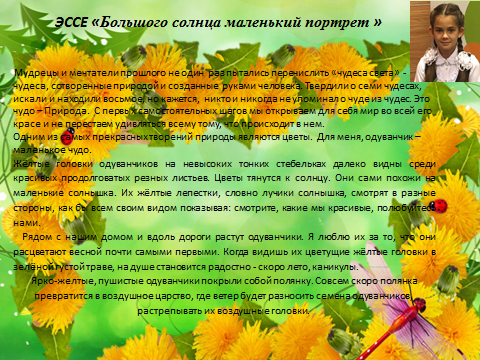 ЭССЕ «Большого солнца маленький портрет »
Мудрецы и мечтатели прошлого не один раз пытались перечислить «чудеса света» -
чудеса, сотворенные природой и созданные руками человека. Твердили о семи чудесах,
искали и находили восьмое, но кажется, никто и никогда не упоминал о чуде из чудес. Это
чудо – Природа. С первых самостоятельных шагов мы открываем для себя мир во всей его
красе и не перестаем удивляться всему тому, что происходит в нем.
Одним из самых прекрасных творений природы являются цветы. Для меня, одуванчик –
маленькое чудо.
Жёлтые головки одуванчиков на невысоких тонких стебельках далеко видны среди
красивых продолговатых резных листьев. Цветы тянутся к солнцу. Они сами похожи на
маленькие солнышка. Их жёлтые лепестки, словно лучики солнышка, смотрят в разные
стороны, как бы всем своим видом показывая: смотрите, какие мы красивые, полюбуйтесь
нами.
Рядом с нашим домом и вдоль дороги растут одуванчики. Я люблю их за то, что они
расцветают весной почти самыми первыми. Когда видишь их цветущие жёлтые головки в
зелёной густой траве, на душе становится радостно - скоро лето, каникулы.
Ярко-желтые, пушистые одуванчики покрыли собой полянку. Совсем скоро полянка
превратится в воздушное царство, где ветер будет разносить семена одуванчиков,
растрепывать их воздушные головки.